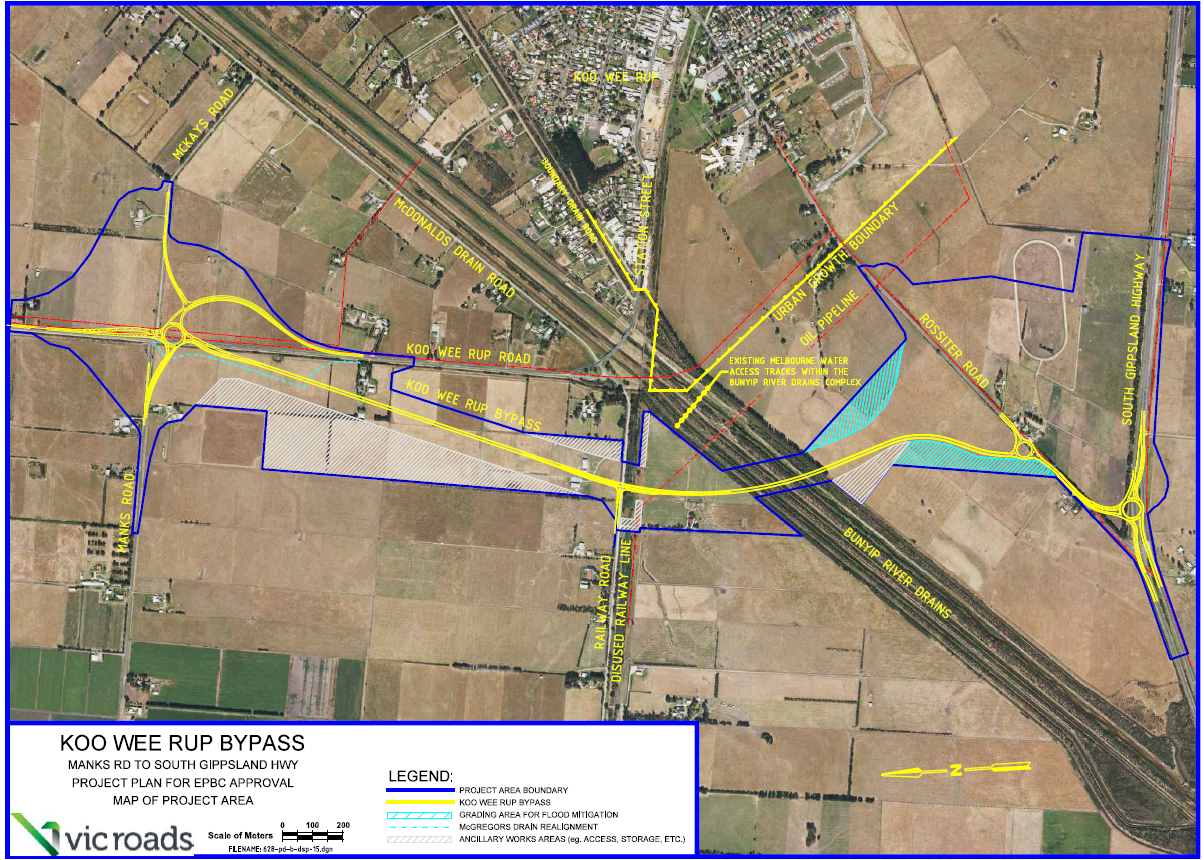 KOO WEE RUP
MCKAYS ROAD
BOUNDARY DRAIN ROAD
STATION STREET
McDONALDS DRAIN ROAD
URBAN GROWTH BOUNDARY
OIL PIPELINE
ROSSITER ROAD
SOUTH GIPPSLAND HIGHWAY
KOO WEE RUP ROAD
KOO WEE RUP BYPASS
EXISTING MELBOURNE WATER
ACCESS TRACKS WITHIN THE
BUNYIP RIVER DRAINS COMPLEX
MANKS ROAD
RAILWAY ROAD
DISUSED RAILWAY LINE
BUNYIP RIVER DRAINS
N
KOO WEE RUP BYPASS
MANKS RD TO SOUTH GIPPSLAND HWY
PROJECT PLAN FOR EPBC APPROVAL
MAP OF PROJECT AREA
vicroads
Scale of Meters 0 100 200
FILENAME: 628-pd-b-dsp-15.dgn
LEGEND:
PROJECT AREA BOUNDARY
KOO WEE RUP BYPASS
GRADING AREA FOR FLOOD MITIGATION
McGREGORS DRAIN REALIGNMENT
ANCILLARY WORKS AREAS (eg. ACCESS, STORAGE, ETC.)